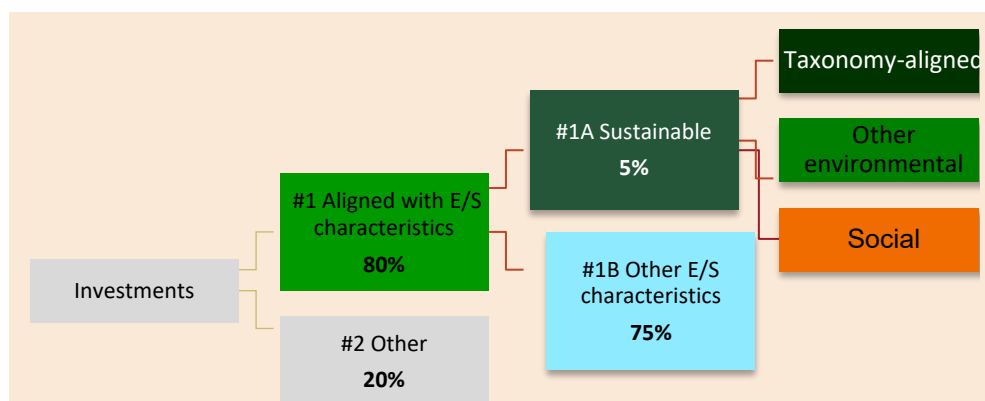 Investments
#1 Aligned with E/S
characteristics
80%
#2 Other
20%
#1A Sustainable
5%
#1B Other E/S
characteristics
75%
Taxonomy-aligned
Other
environmental
Social